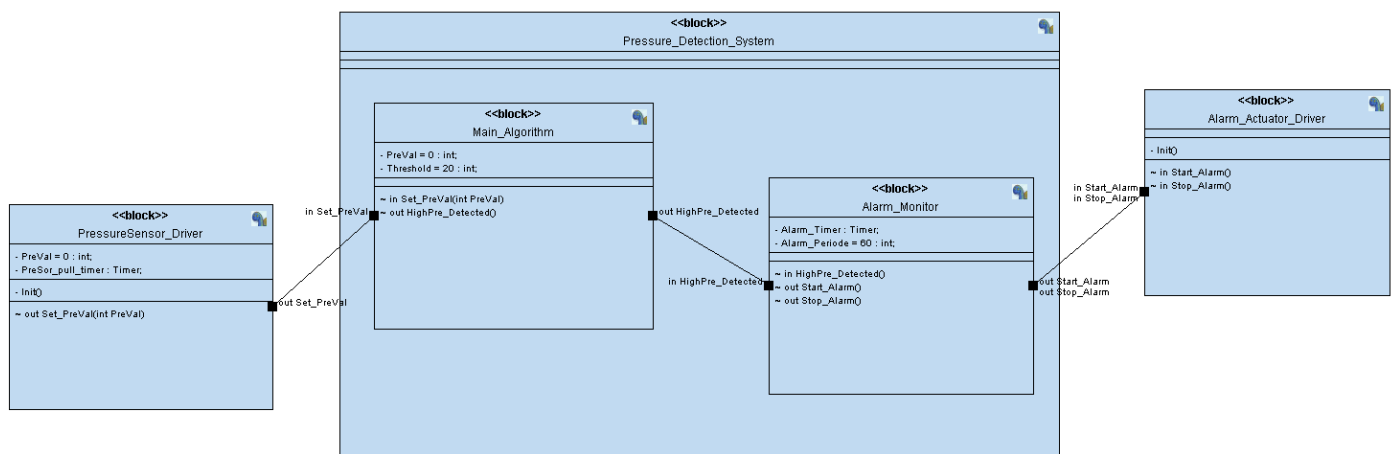 <<block>>
Pressure_Detection_System
<<block>>
Main_Algorithm
- PreVal = 0 : int;
- Threshold = 20 : int;
~ in Set_PreVal(int PreVal)
~ out HighPre_Detected()
in Set_PreVal
out HighPre_Detected
<<block>>
PressureSensor_Driver
- PreVal = 0 : int;
- PreSor_pull_timer : Timer;
- Init()
~ out Set_PreVal(int PreVal)
out Set_PreVal
<<block>>
Alarm_Monitor
- Alarm_Timer : Timer;
- Alarm_Periode = 60 : int;
~ in HighPre_Detected()
~ out Start_Alarm()
~ out Stop_Alarm()
in HighPre_Detected
out Start_Alarm
out Stop_Alarm
<<block>>
Alarm_Actuator_Driver
- Init()
~ in Start_Alarm()
~ in Stop_Alarm()
in Start_Alarm
in Stop_Alarm